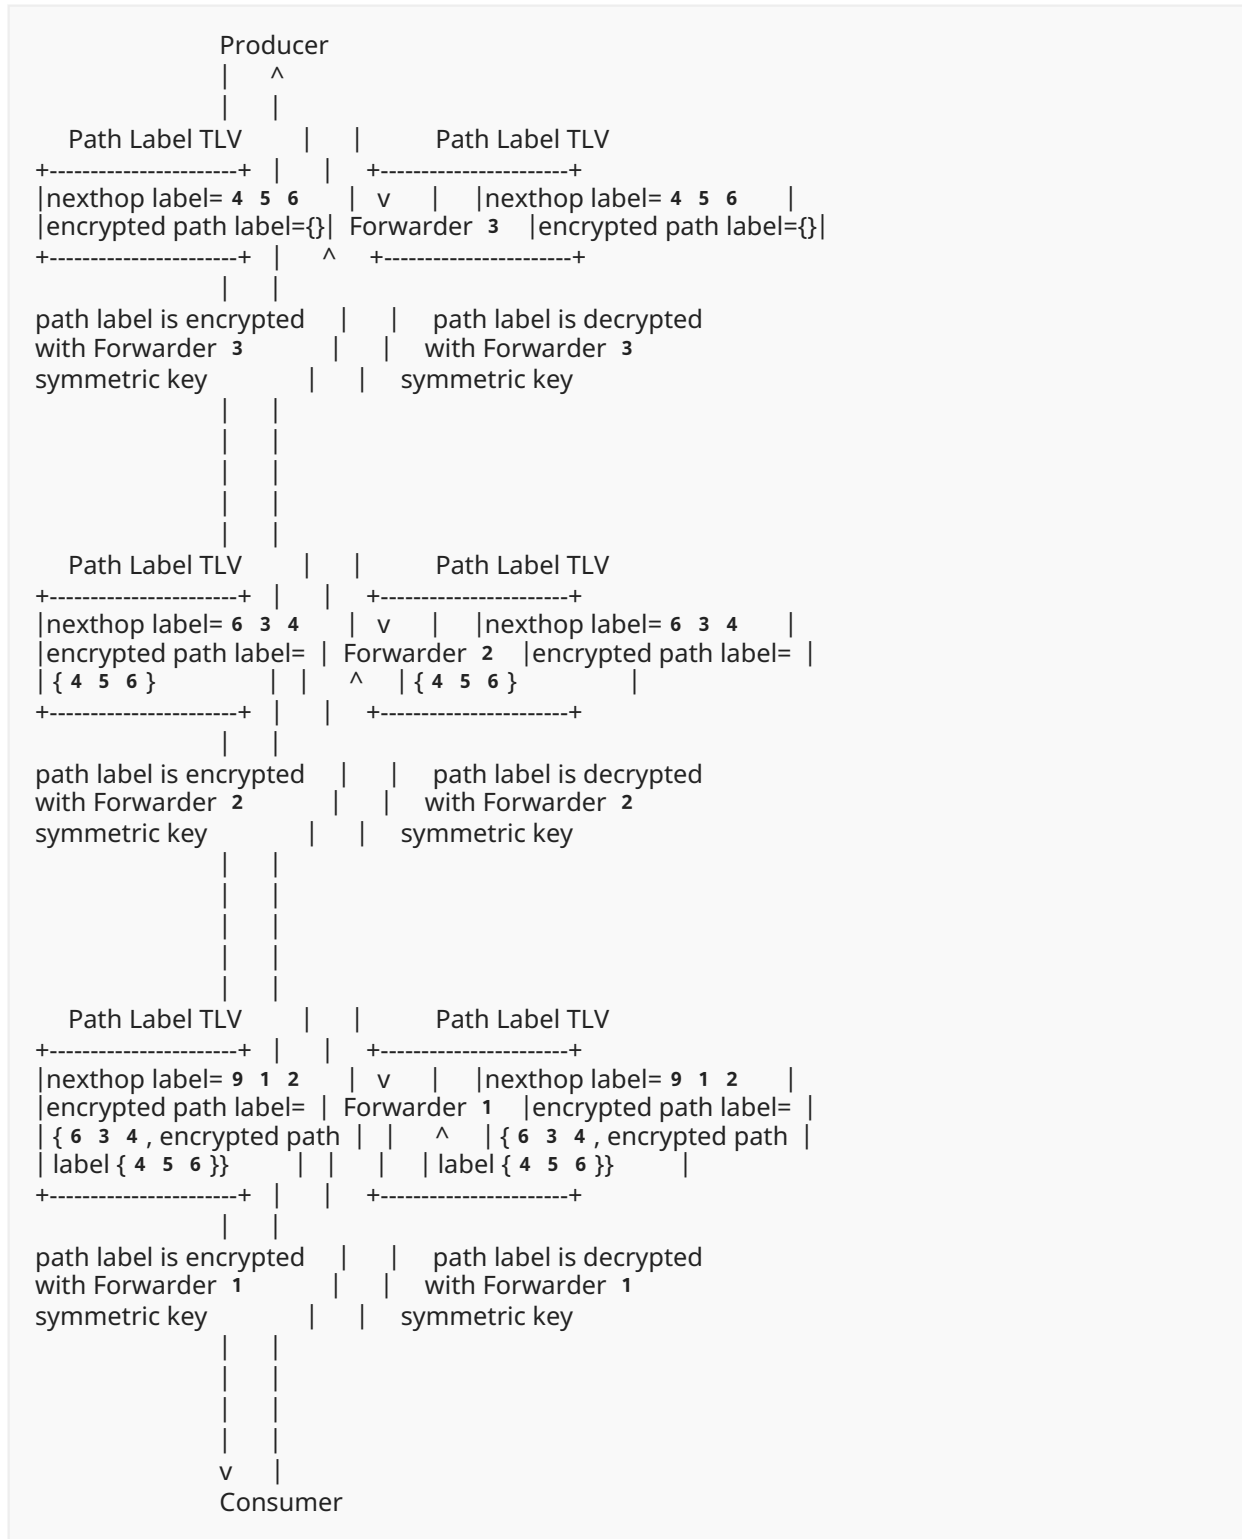 Producer
|      ^
|      |
Path Label TLV        |      |         Path Label TLV
+-----------------------+   |      |     +-----------------------+
|nexthop label= 4 5 6      |   v      |     |nexthop label= 4 5 6      |
|encrypted path label={}|  Forwarder 3   |encrypted path label={}|
+-----------------------+   |      ^     +-----------------------+
|      |
path label is encrypted     |      |     path label is decrypted
with Forwarder 3           |      |     with Forwarder 3
symmetric key             |      |     symmetric key
|      |
|      |
|      |
|      |
|      |
Path Label TLV        |      |         Path Label TLV
+-----------------------+   |      |     +-----------------------+
|nexthop label= 6 3 4      |   v      |     |nexthop label= 6 3 4      |
|encrypted path label=  |  Forwarder 2   |encrypted path label=  |
| { 4 5 6 }              |   |      ^     | { 4 5 6 }              |
+-----------------------+   |      |     +-----------------------+
|      |
path label is encrypted     |      |     path label is decrypted
with Forwarder 2           |      |     with Forwarder 2
symmetric key             |      |     symmetric key
|      |
|      |
|      |
|      |
|      |
Path Label TLV        |      |         Path Label TLV
+-----------------------+   |      |     +-----------------------+
|nexthop label= 9 1 2      |   v      |     |nexthop label= 9 1 2      |
|encrypted path label=  |  Forwarder 1   |encrypted path label=  |
| { 6 3 4 , encrypted path  |   |      ^     | { 6 3 4 , encrypted path  |
| label { 4 5 6 }}        |   |      |     | label { 4 5 6 }}        |
+-----------------------+   |      |     +-----------------------+
|      |
path label is encrypted     |      |     path label is decrypted
with Forwarder 1           |      |     with Forwarder 1
symmetric key             |      |     symmetric key
|      |
|      |
|      |
|      |
v      |
Consumer